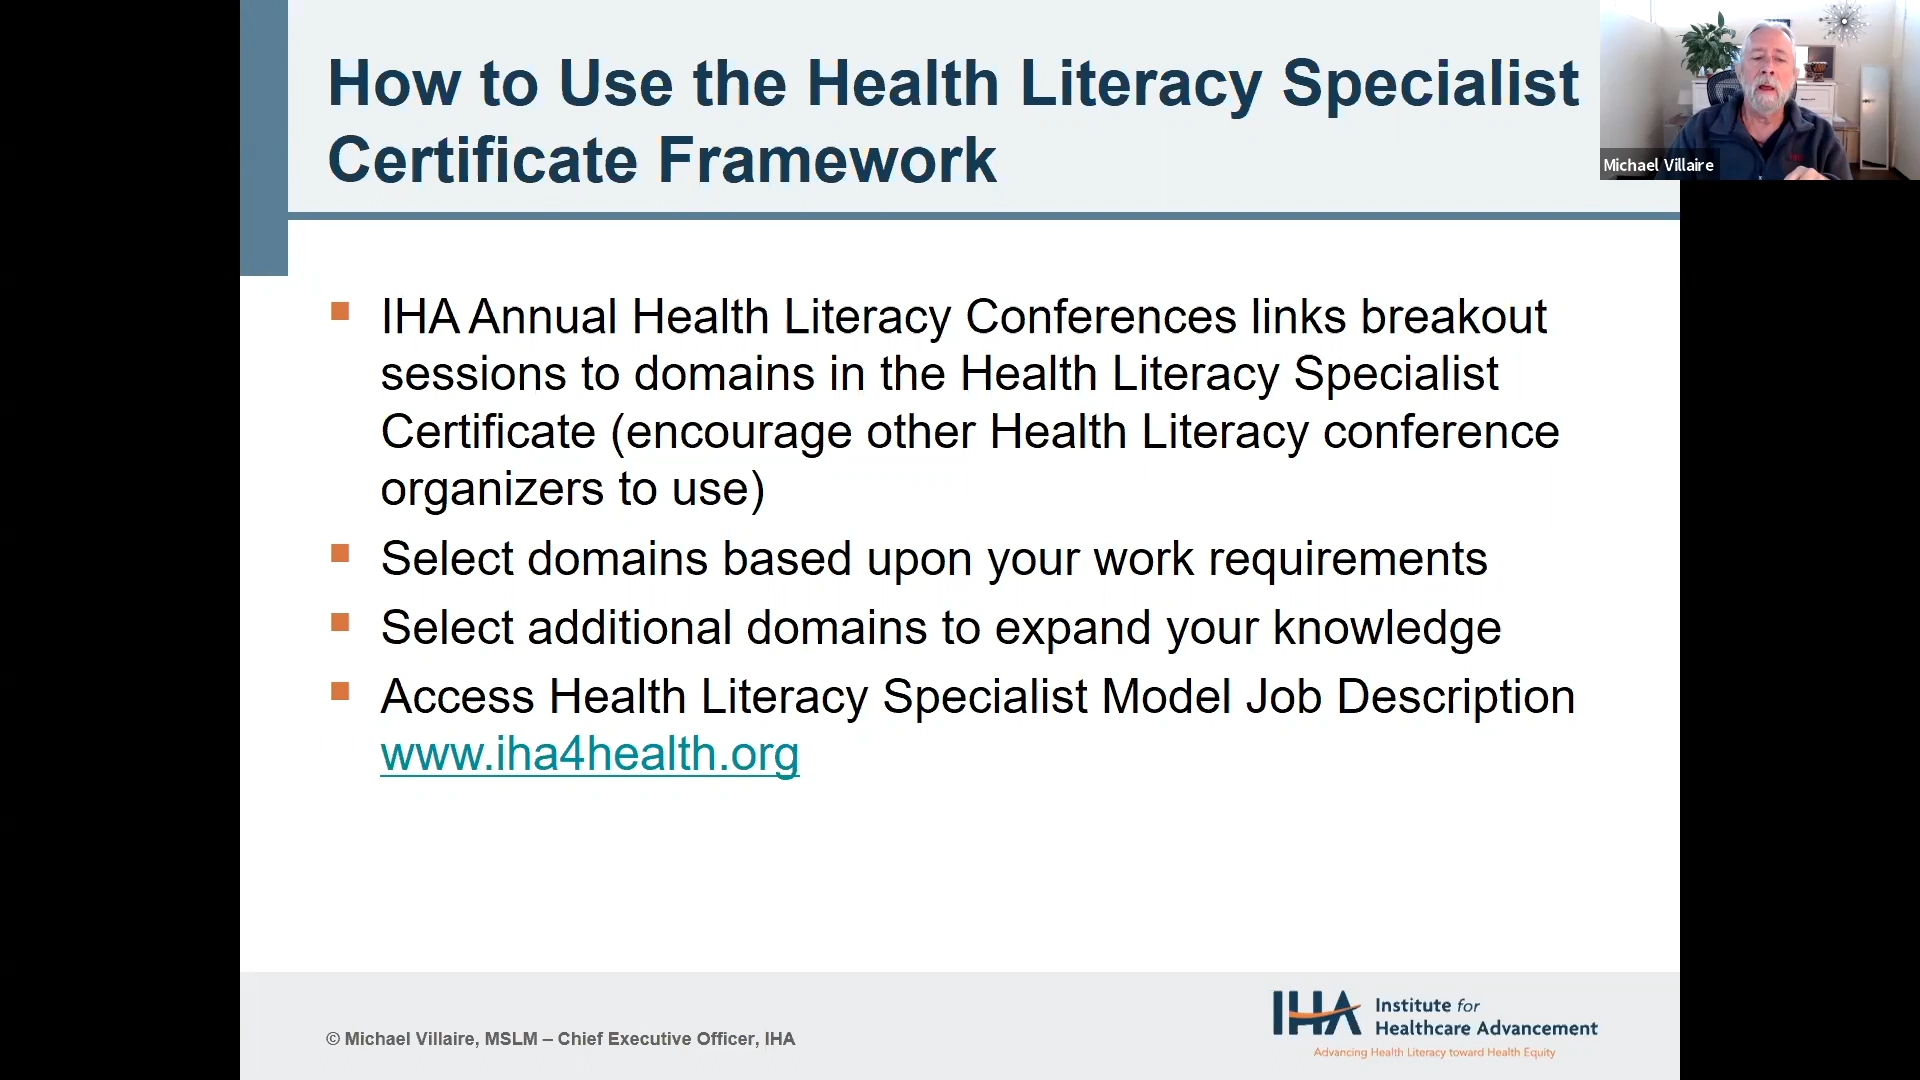 How to Use the Health Literacy Specialist
Certificate Framework
Michael Villaire
IHA Annual Health Literacy Conferences links breakout
sessions to domains in the Health Literacy Specialist
Certificate (encourage other Health Literacy conference
organizers to use)
Select domains based upon your work requirements
Select additional domains to expand your knowledge
Access Health Literacy Specialist Model Job Description
www.iha4health.org
© Michael Villaire, MSLM – Chief Executive Officer, IHA
IHA
Institute for
Healthcare Advancement
Advancing Health Literacy toward Health Equity